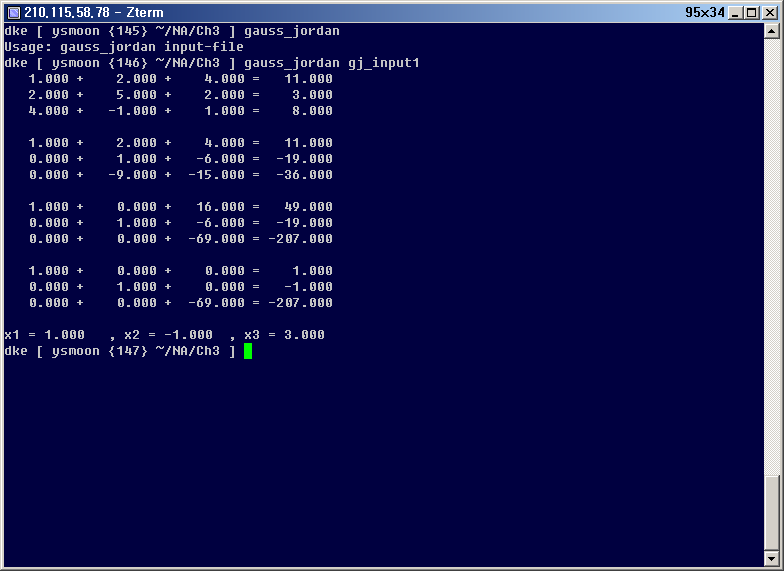 210.115.58.78 - Zterm 95×34
dke [ ysmoon {145} ~/NA/Ch3 ] gauss_jordan
Usage: gauss_jordan input-file
dke [ ysmoon {146} ~/NA/Ch3 ] gauss_jordan gj_input1
   1.000 +    2.000 +    4.000 =   11.000
   2.000 +    5.000 +    2.000 =    3.000
   4.000 +   -1.000 +    1.000 =    8.000

   1.000 +    2.000 +    4.000 =   11.000
   0.000 +    1.000 +   -6.000 =  -19.000
   0.000 +   -9.000 +  -15.000 =  -36.000

   1.000 +    0.000 +   16.000 =   49.000
   0.000 +    1.000 +   -6.000 =  -19.000
   0.000 +    0.000 +  -69.000 = -207.000

   1.000 +    0.000 +    0.000 =    1.000
   0.000 +    1.000 +    0.000 =   -1.000
   0.000 +    0.000 +  -69.000 = -207.000

x1 = 1.000   , x2 = -1.000  , x3 = 3.000
dke [ ysmoon {147} ~/NA/Ch3 ]